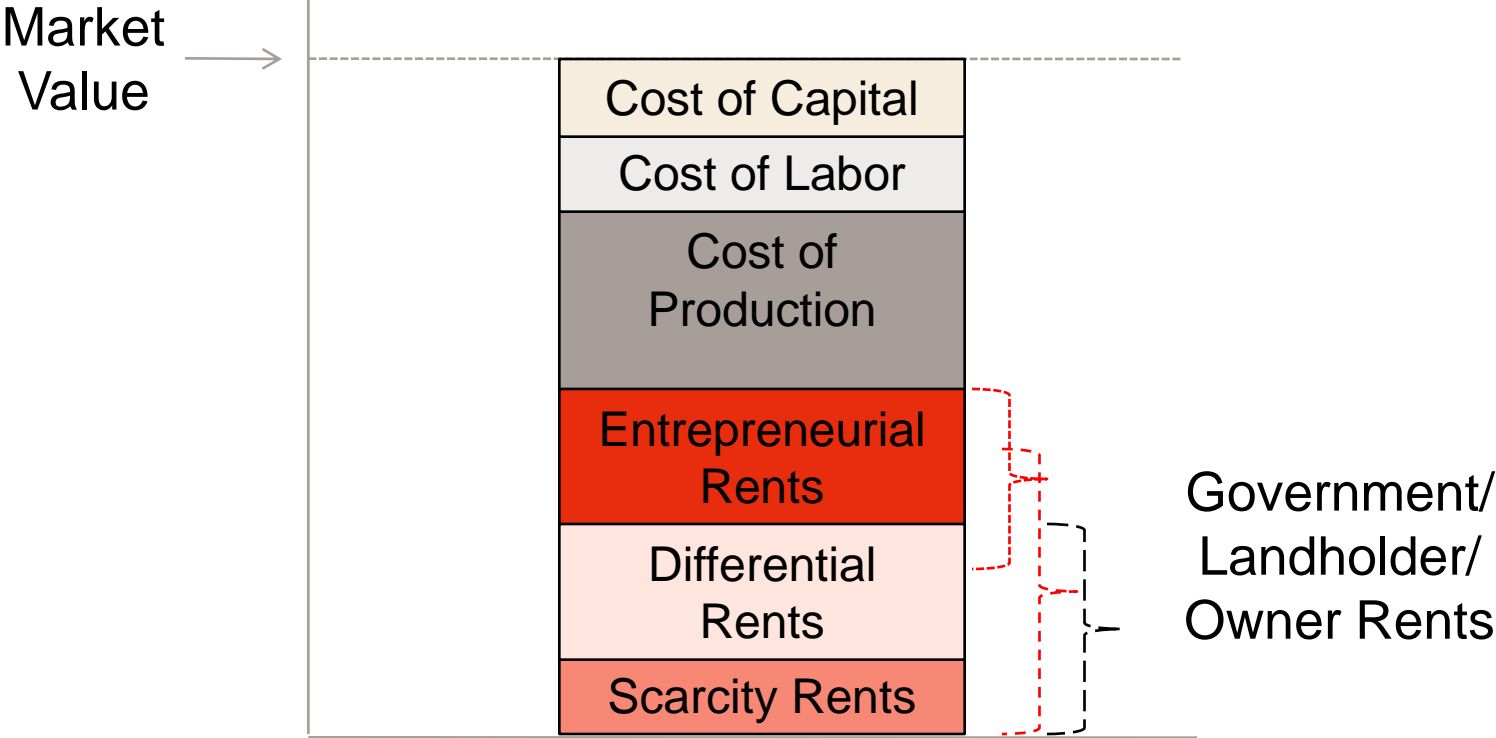 Market
Value
Cost of Capital
Cost of Labor
Cost of
Production
Entrepreneurial
Rents
Differential
Rents
Scarcity Rents
Government/
Landholder/
Owner Rents